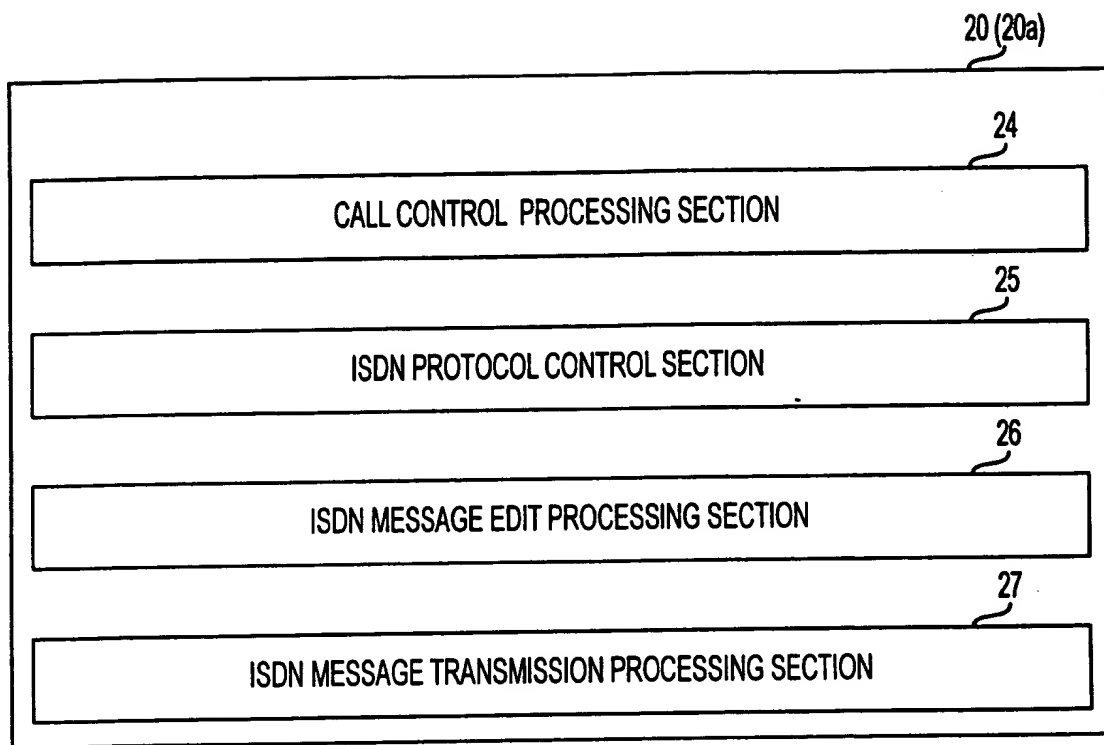 20 (20a)
24
CALL CONTROL PROCESSING SECTION
25
ISDN PROTOCOL CONTROL SECTION
26
ISDN MESSAGE EDIT PROCESSING SECTION
27
ISDN MESSAGE TRANSMISSION PROCESSING SECTION